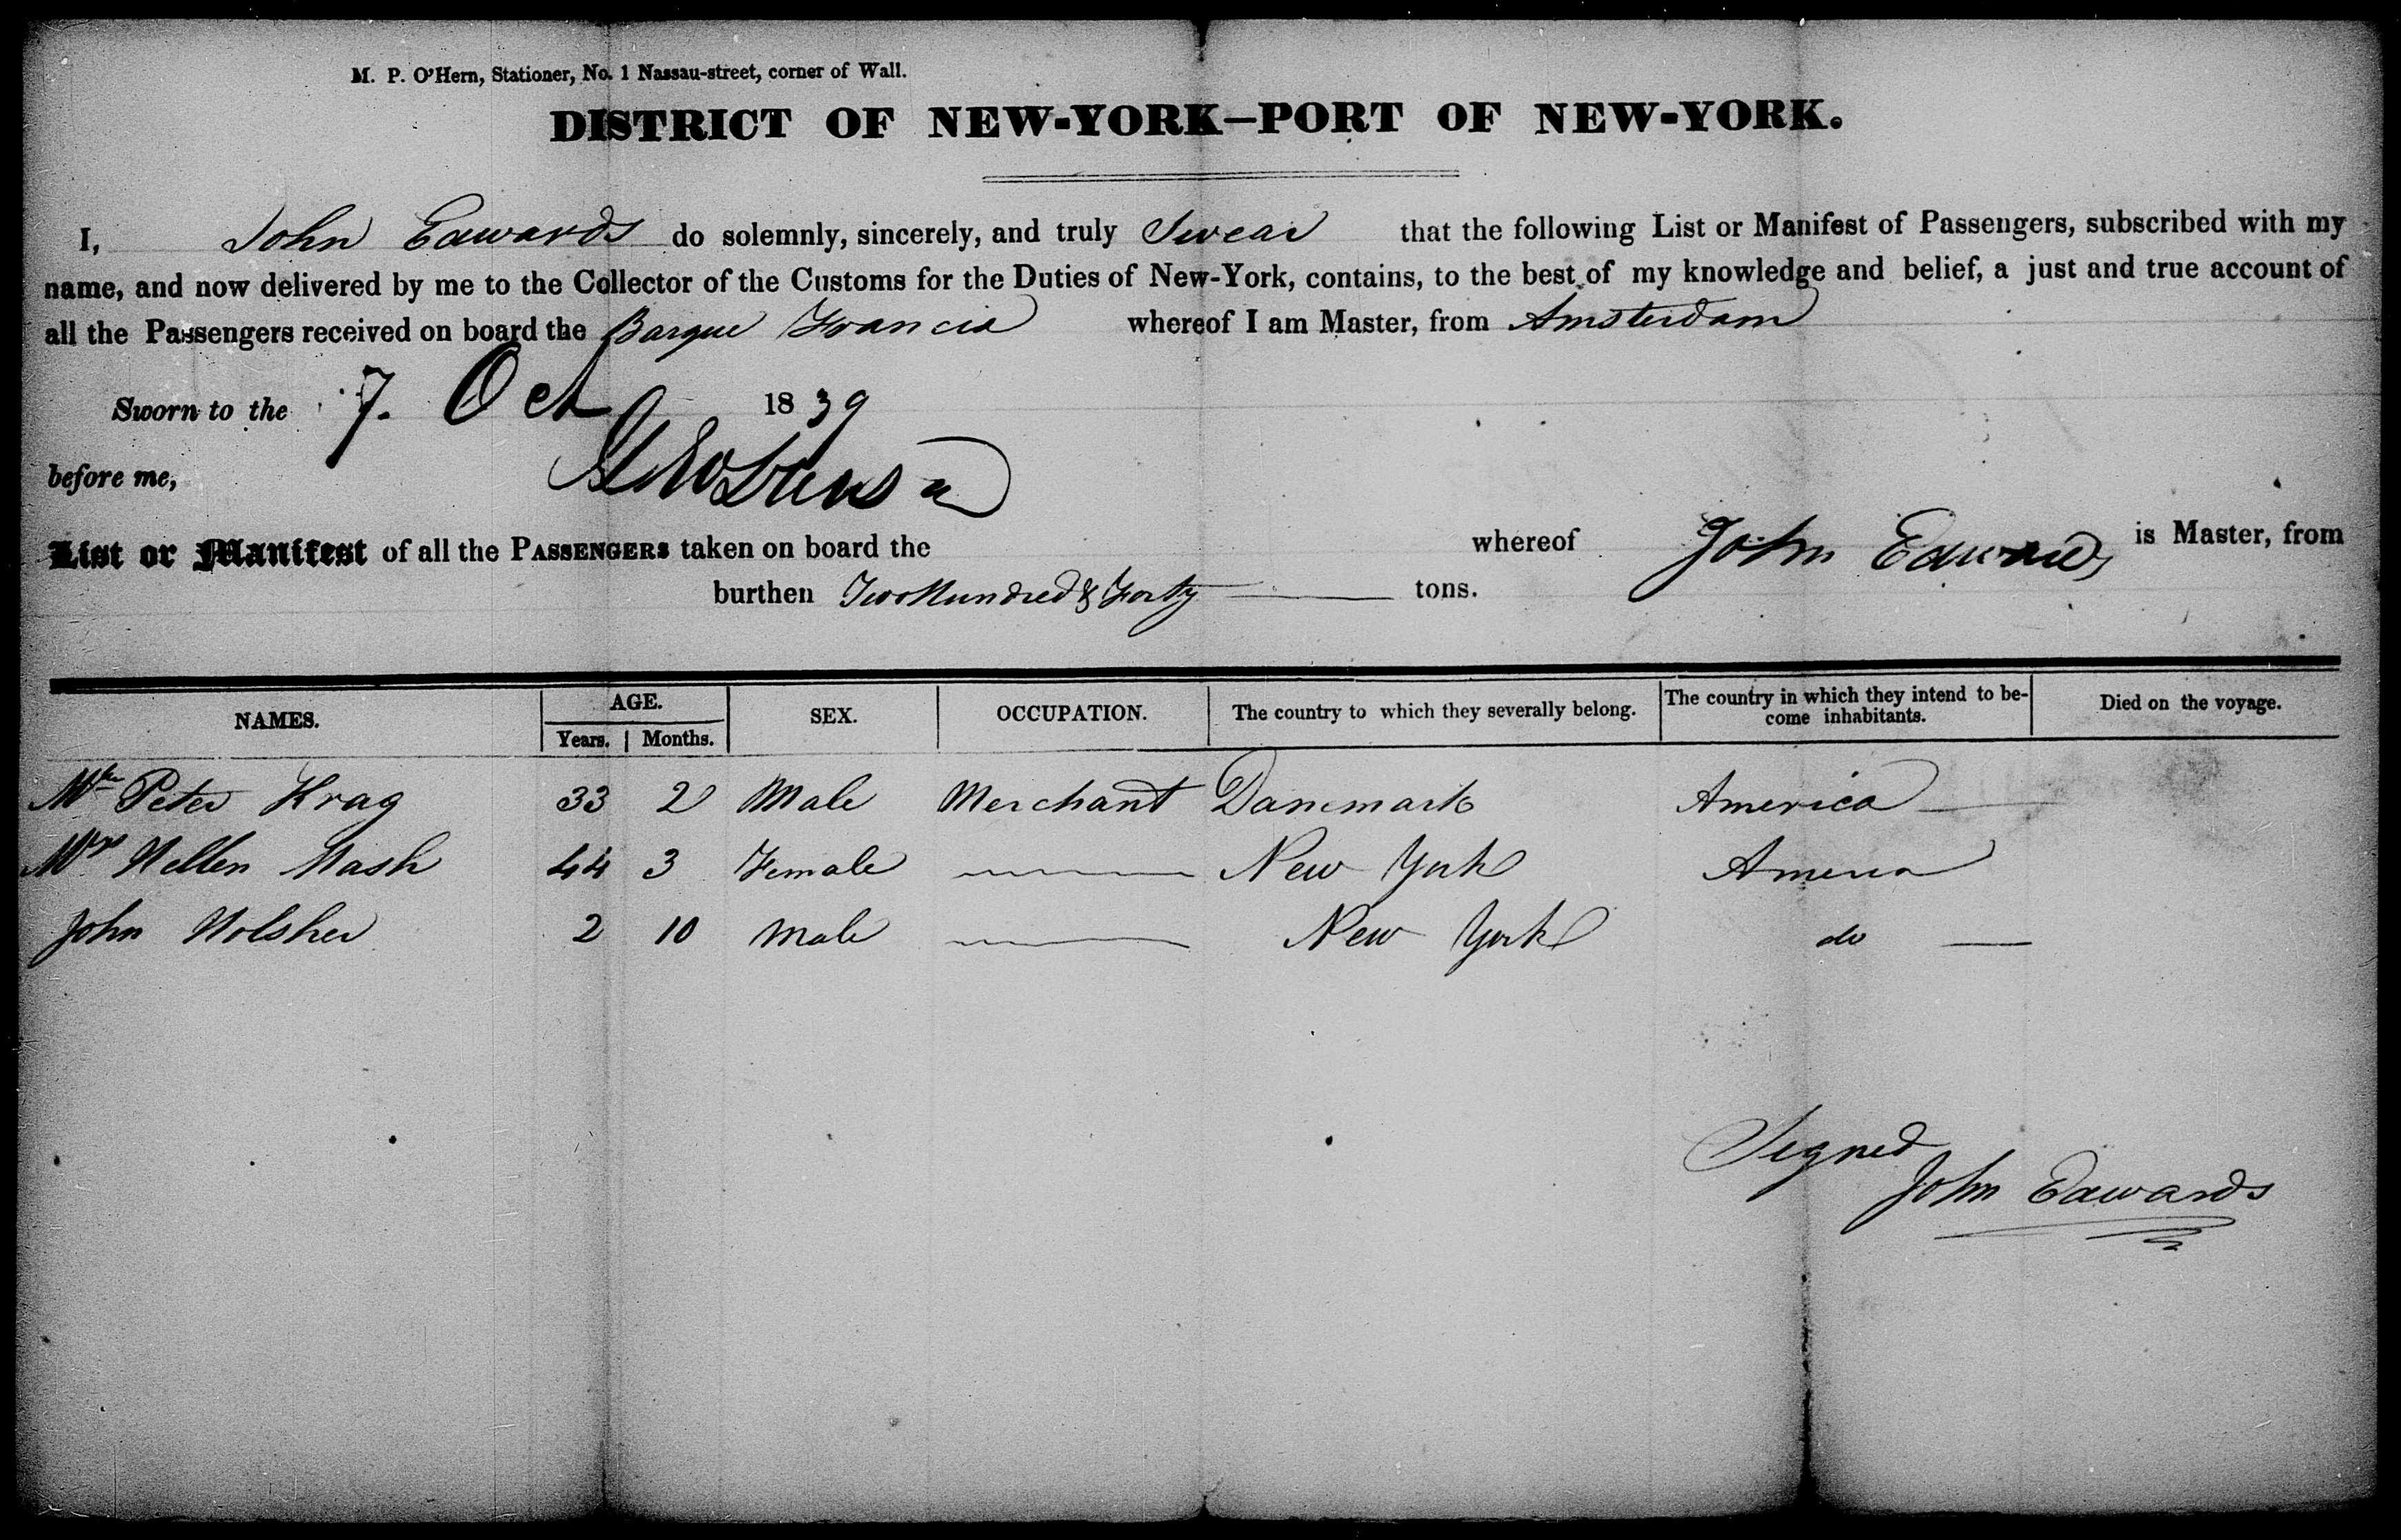 M. P. O'Hern, Stationer, No. 1 Nassau-street, corner of Wall.
DISTRICT OF NEW-YORK—PORT OF NEW-YORK.
I, John Edwards do solemnly, sincerely, and truly Swear that the following List or Manifest of Passengers, subscribed with my
name, and now delivered by me to the Collector of the Customs for the Duties of New-York, contains, to the best of my knowledge and belief, a just and true account of
all the Passengers received on board the Barque Francis whereof I am Master, from Amsterdam
Sworn to the 7. Oct 1839
before me,
List or Manifest of all the PASSENGERS taken on board the whereof John Edwards is Master, from
burthen Two Hundred & Forty tons.
NAMES. AGE. Years. Months. SEX. OCCUPATION. The country to which they severally belong. The country in which they intend to become inhabitants. Died on the voyage.
Peter Krag 33 2 Male Merchant Danemark America
Mrs Hellen Nash 44 3 Female New York America
John 2 10 Male New York do
Signed
John Edwards